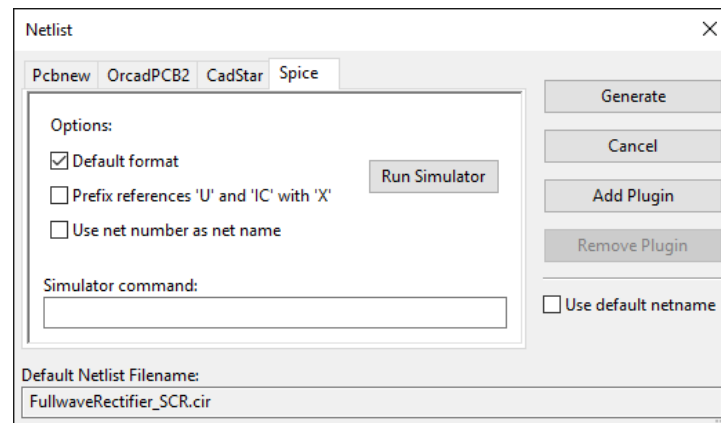 Netlist
Pcbnew OrcadPCB2 CadStar Spice
Generate
Options:
Cancel
Default format
Run Simulator
Prefix references 'U' and 'IC' with 'X'
Add Plugin
Use net number as net name
Remove Plugin
Simulator command:
Use default netname
Default Netlist Filename:
FullwaveRectifier_SCR.cir